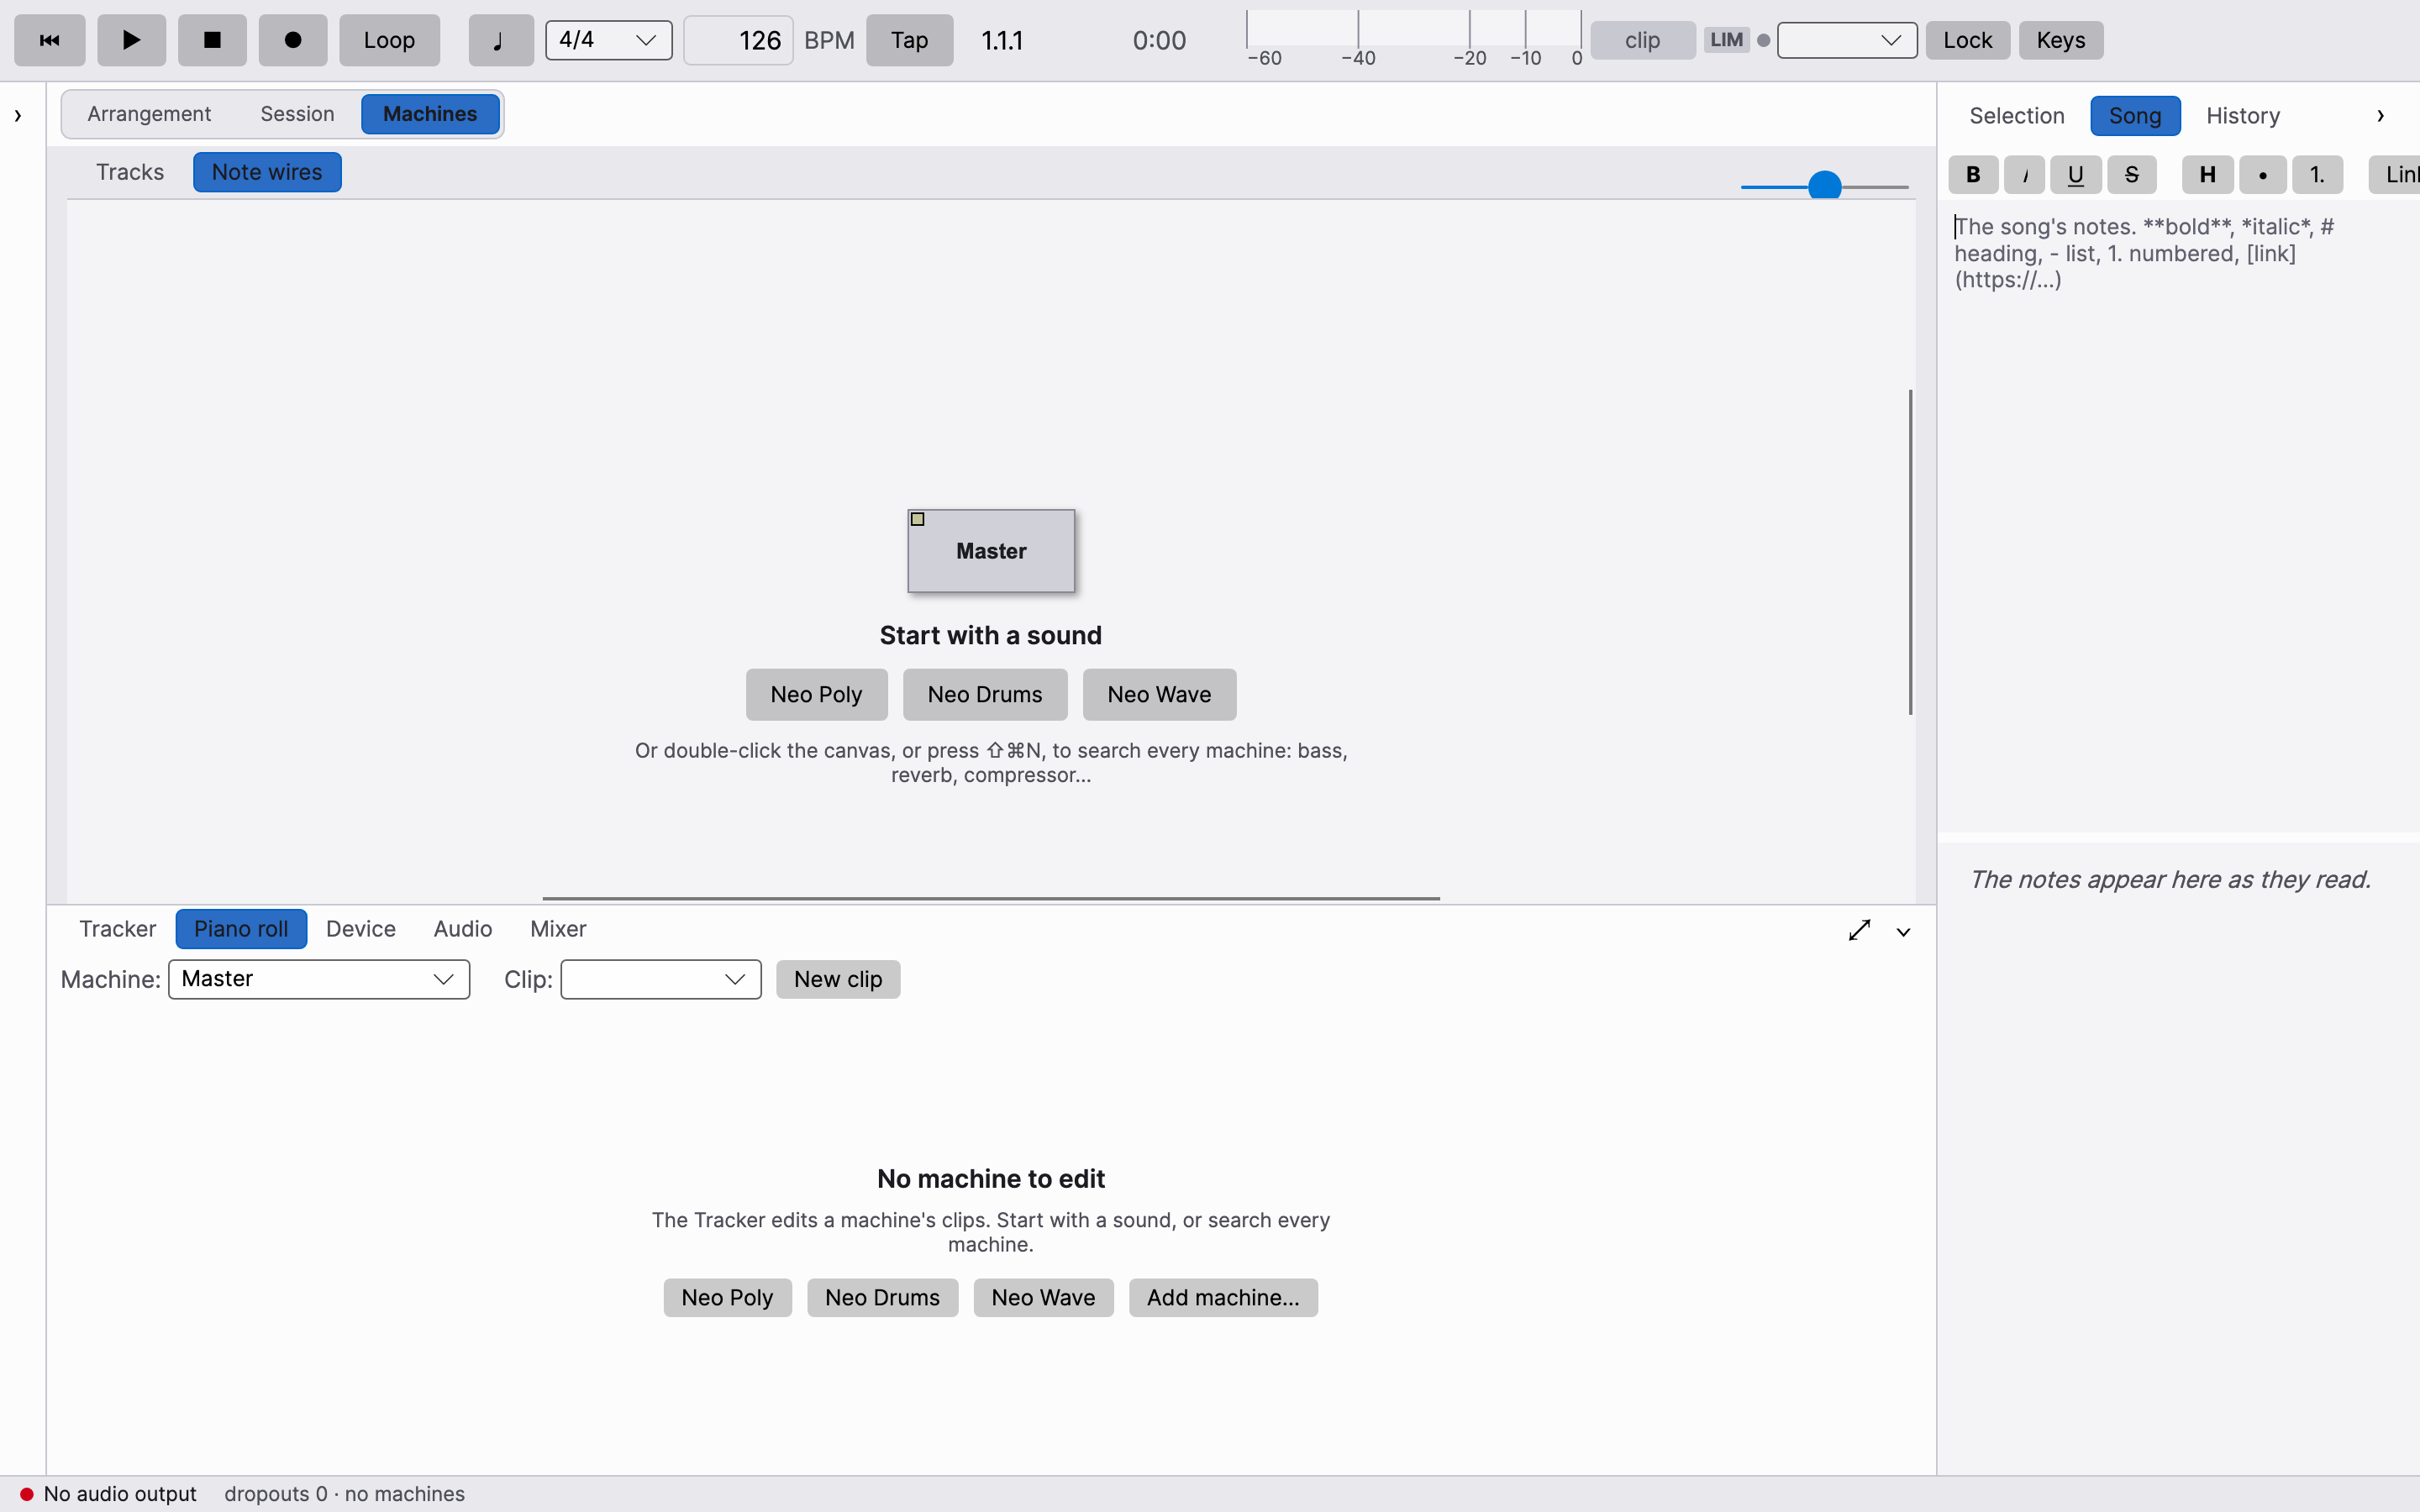 Loop
4/4
126
BPM
Tap
1.1.1
0:00
−60
−40
−20
−10
0
clip
LIM
Lock
Keys
Arrangement
Session
Machines
Selection
Song
History
Tracks
Note wires
B
I
U
S
H
•
1.
Link
The song's notes. **bold**, *italic*, #
heading, - list, 1. numbered, [link]
(https://...)
Master
Start with a sound
Neo Poly
Neo Drums
Neo Wave
Or double-click the canvas, or press ⇧⌘N, to search every machine: bass,
reverb, compressor...
The notes appear here as they read.
Tracker
Piano roll
Device
Audio
Mixer
Machine:
Master
Clip:
New clip
No machine to edit
The Tracker edits a machine's clips. Start with a sound, or search every
machine.
Neo Poly
Neo Drums
Neo Wave
Add machine...
No audio output
dropouts 0 · no machines